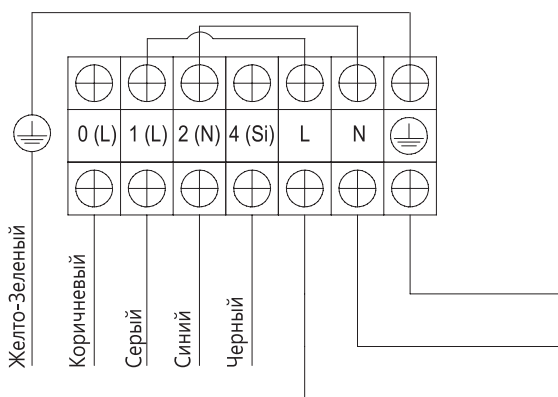 0 (L) 1 (L) 2 (N) 4 (Si) L N
Желто-Зеленый
Коричневый
Серый
Синий
Черный